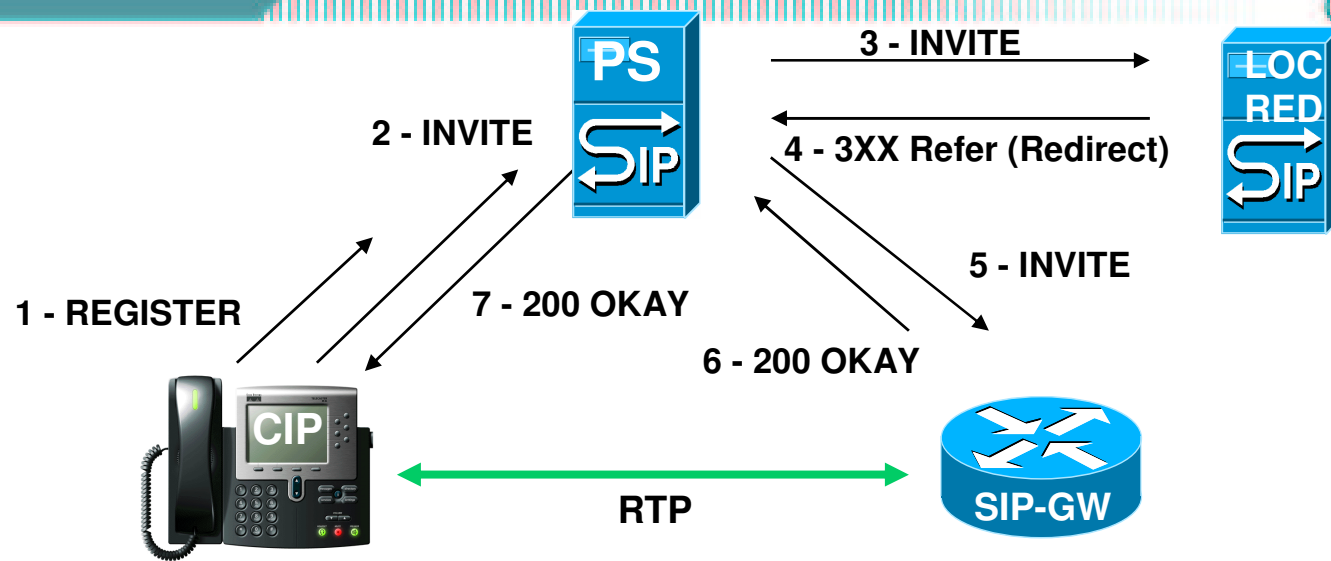 PS
SIP
3 - INVITE
LOC
RED
SIP
2 - INVITE
4 - 3XX Refer (Redirect)
5 - INVITE
1 - REGISTER
7 - 200 OKAY
6 - 200 OKAY
CIP
RTP
SIP-GW